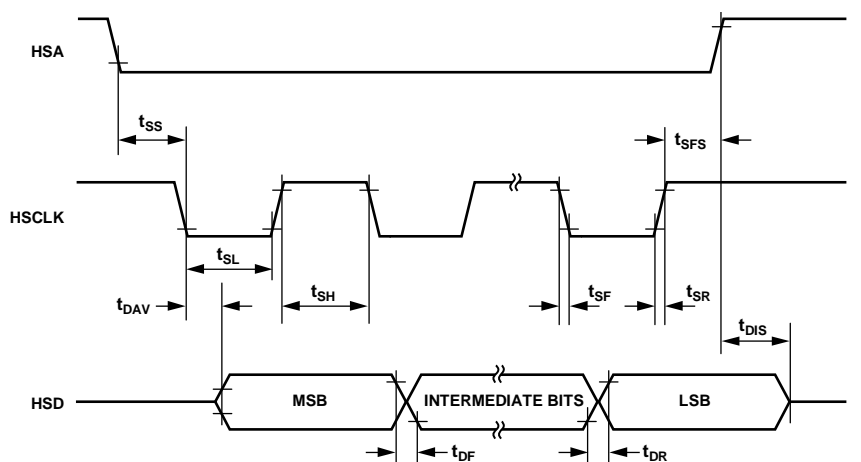 HSA
tSS
tSFS
HSCLK
tSL
tSH
tSF
tSR
tDAV
tDIS
HSD
MSB
INTERMEDIATE BITS
LSB
tDF
tDR